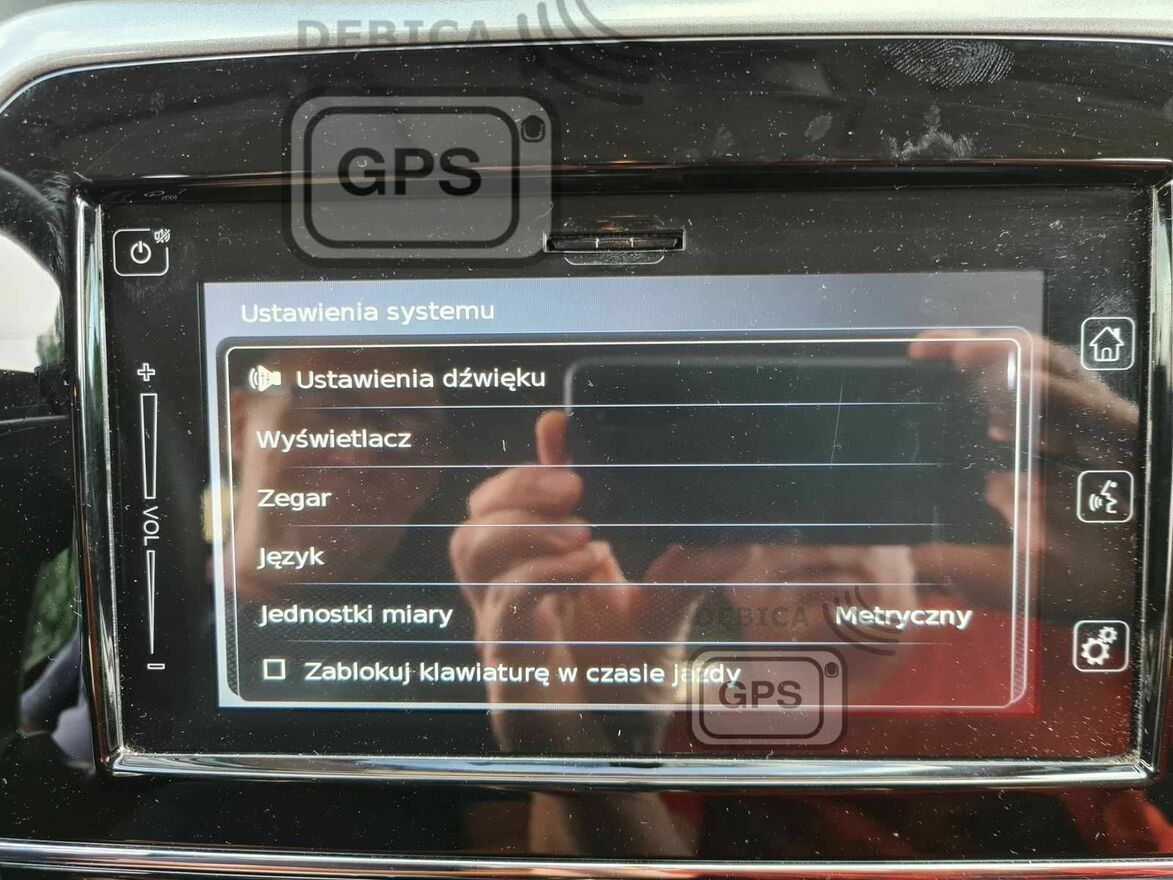 DEBICA
GPS
Ustawienia systemu
Ustawienia dźwięku
Wyświetlacz
Zegar
Język
Jednostki miary Metryczny
Zablokuj klawiaturę w czasie jazdy
+
VOL
-
DEBICA
GPS